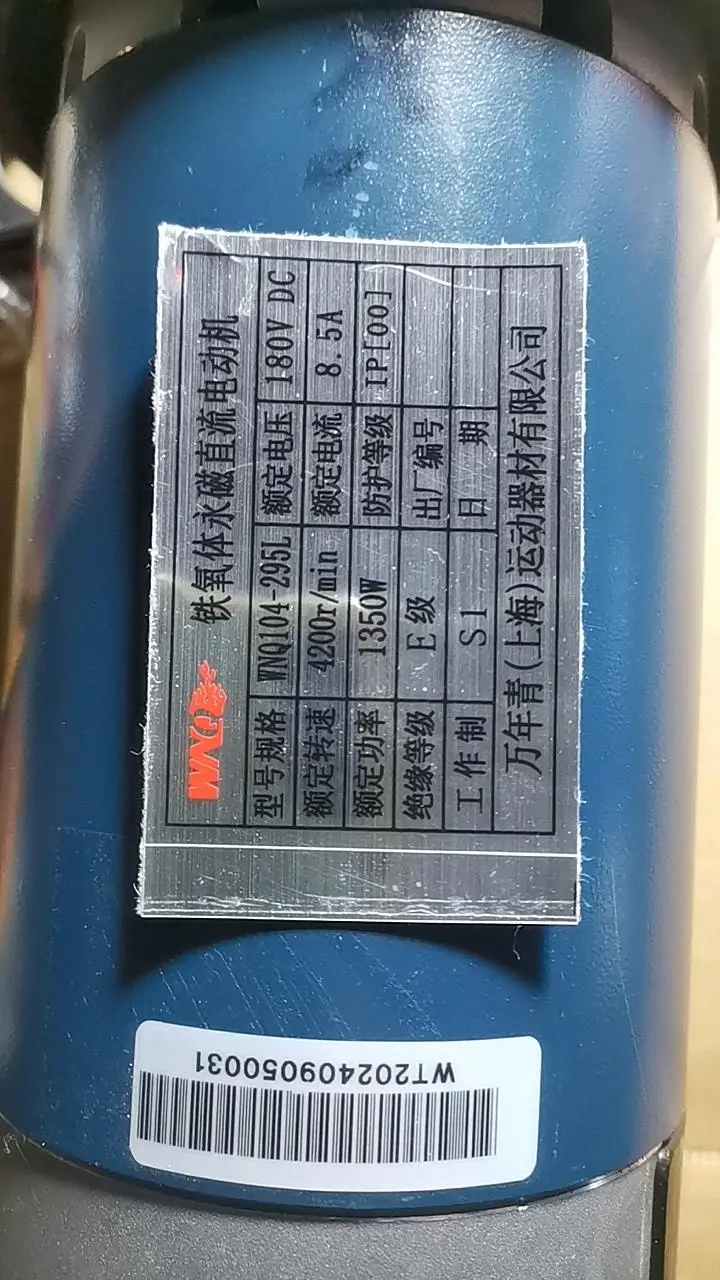 WNQ
铁氧体永磁直流电动机
型号规格 WNQ104-295L 额定电压 180V DC
额定转速 4200r/min 额定电流 8.5A
额定功率 1350W 防护等级 IP[00]
绝缘等级 E级 出厂编号
工作制 S1 日期
万年青(上海)运动器材有限公司
WT202409050031